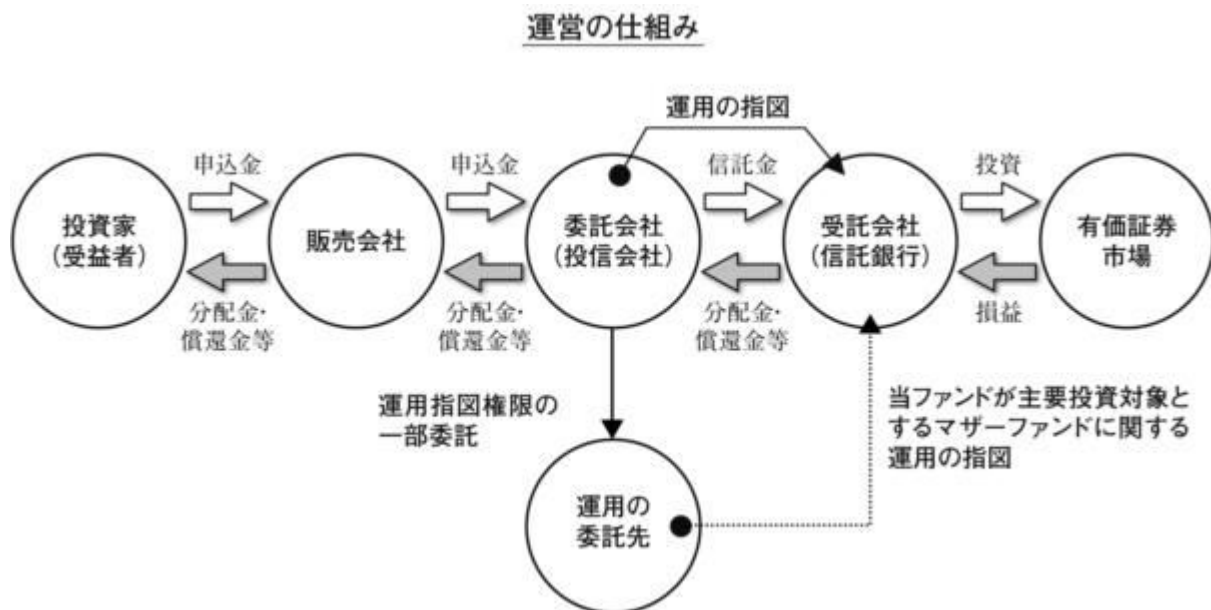 運営の仕組み
運用の指図
申込金
申込金
信託金
投資
投資家
（受益者）
販売会社
委託会社
（投信会社）
受託会社
（信託銀行）
有価証券
市場
分配金・
償還金等
分配金・
償還金等
分配金・
償還金等
損益
運用指図権限の
一部委託
当ファンドが主要投資対象と
するマザーファンドに関する
運用の指図
運用の
委託先